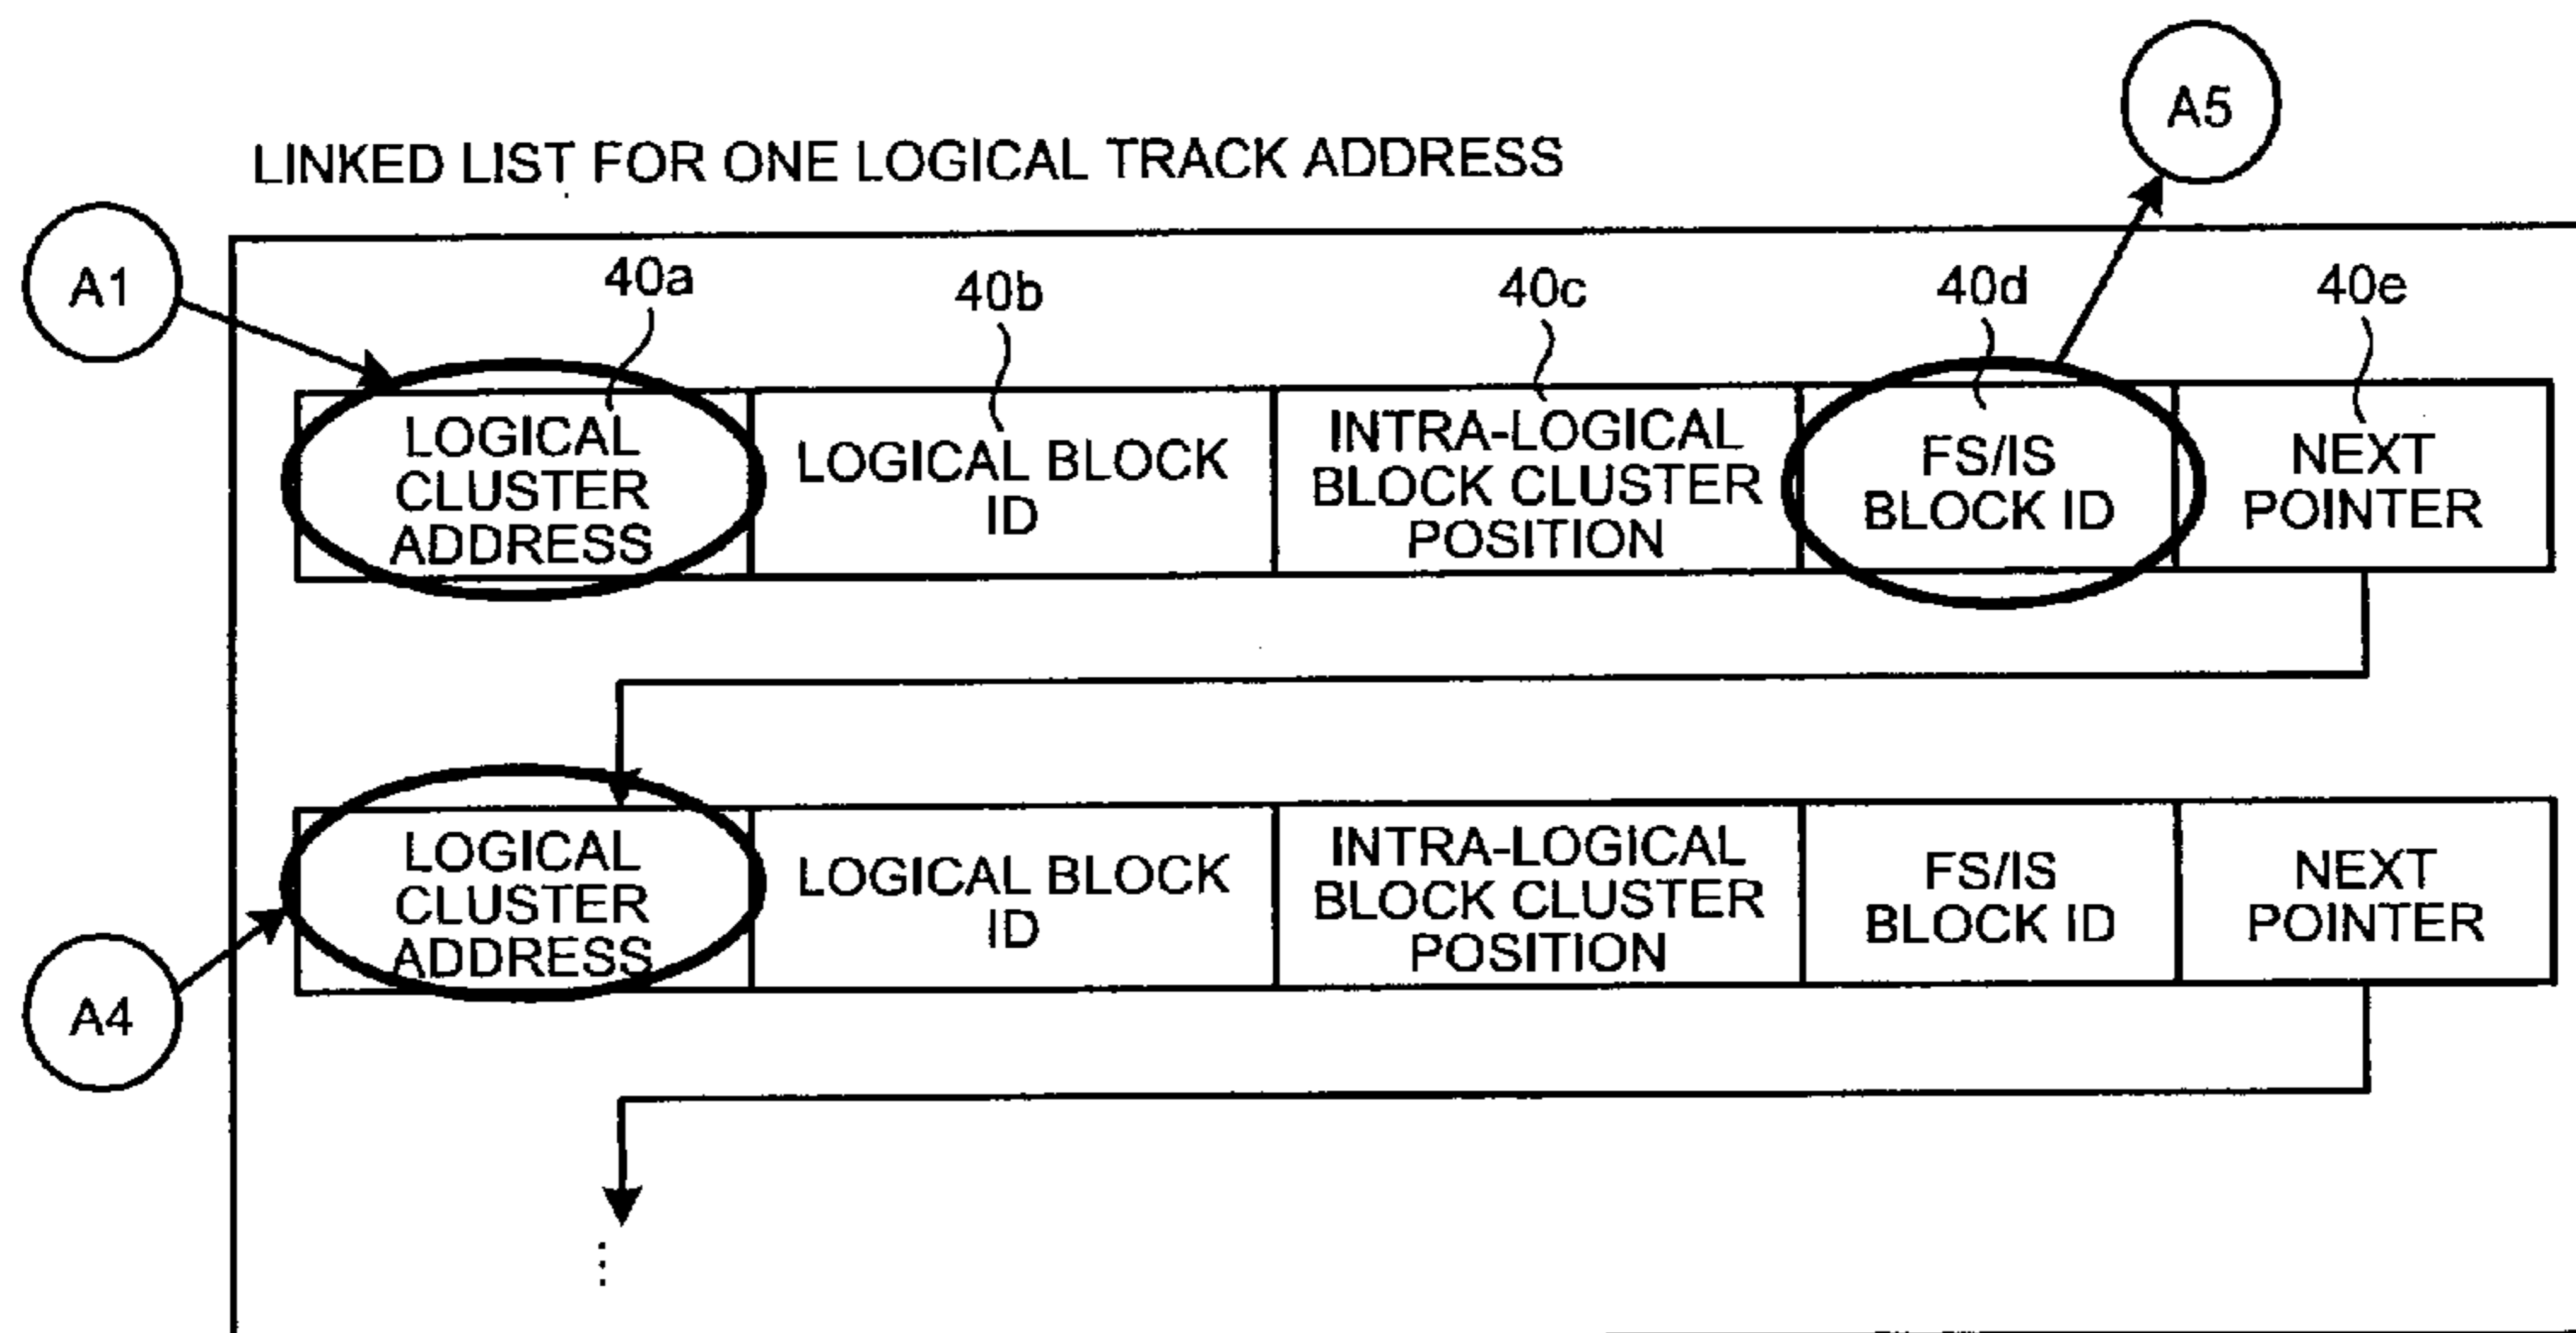 A5
LINKED LIST FOR ONE LOGICAL TRACK ADDRESS
A1
40a
40b
40c
40d
40e
LOGICAL
CLUSTER
ADDRESS
LOGICAL BLOCK
ID
INTRA-LOGICAL
BLOCK CLUSTER
POSITION
FS/IS
BLOCK ID
NEXT
POINTER
LOGICAL
CLUSTER
ADDRESS
LOGICAL BLOCK
ID
INTRA-LOGICAL
BLOCK CLUSTER
POSITION
FS/IS
BLOCK ID
NEXT
POINTER
A4